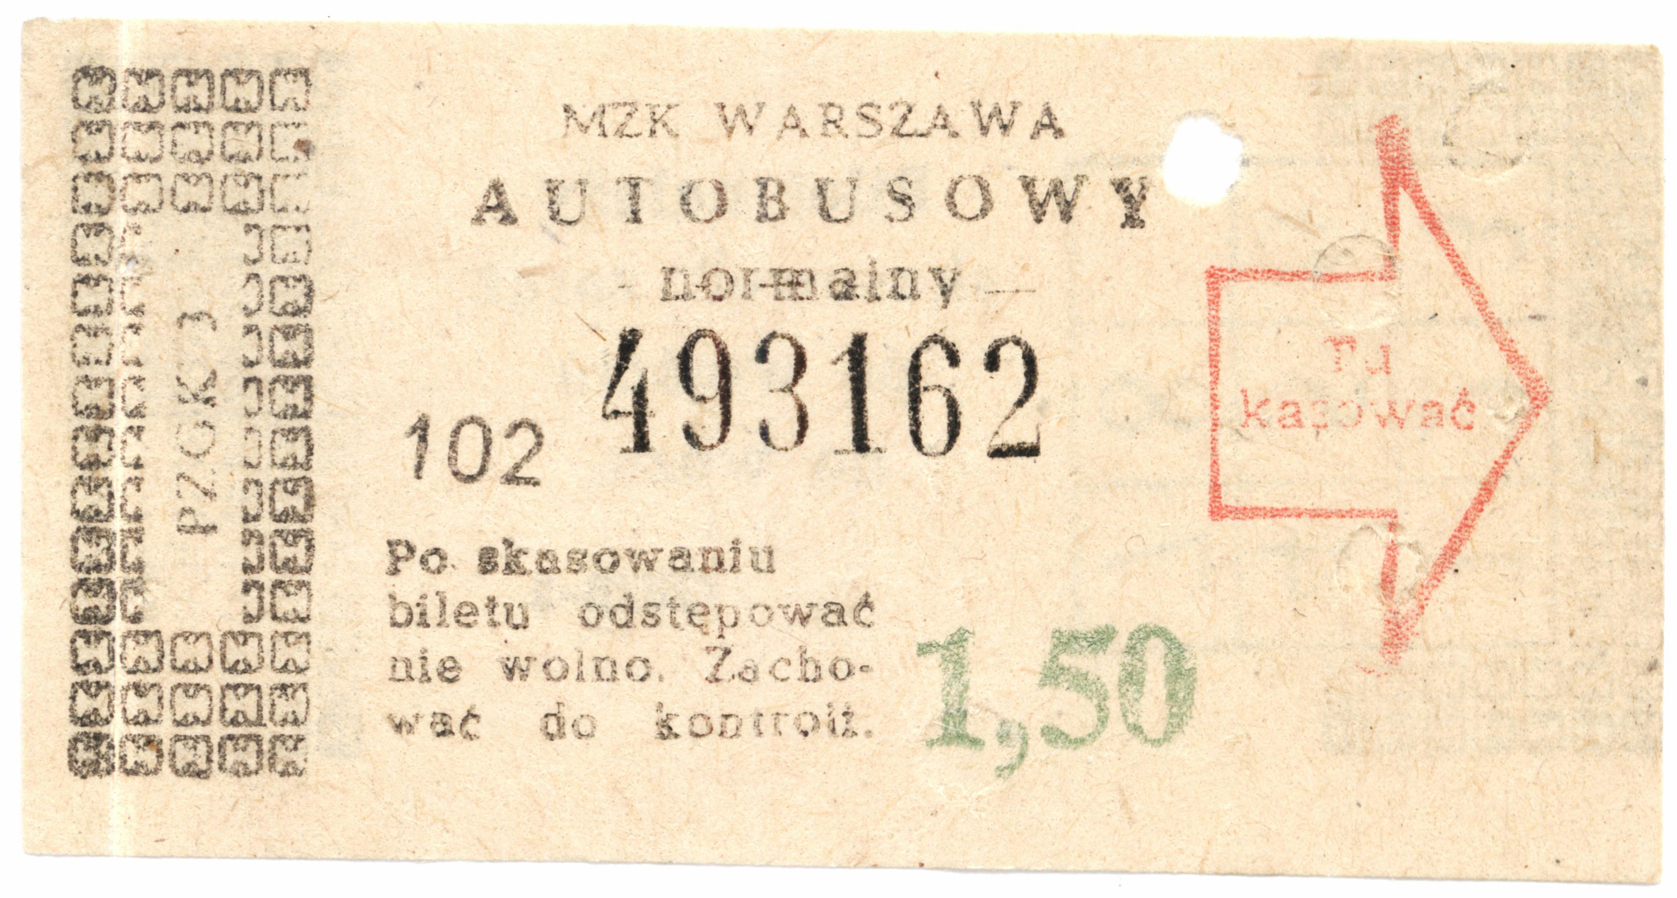 MZK WARSZAWA
AUTOBUSOWY
- normalny -
493162
102
Po skasowaniu
biletu odstępować
nie wolno. Zacho-
wać do kontroli.
1,50
Tu
kasować
PZGK 3